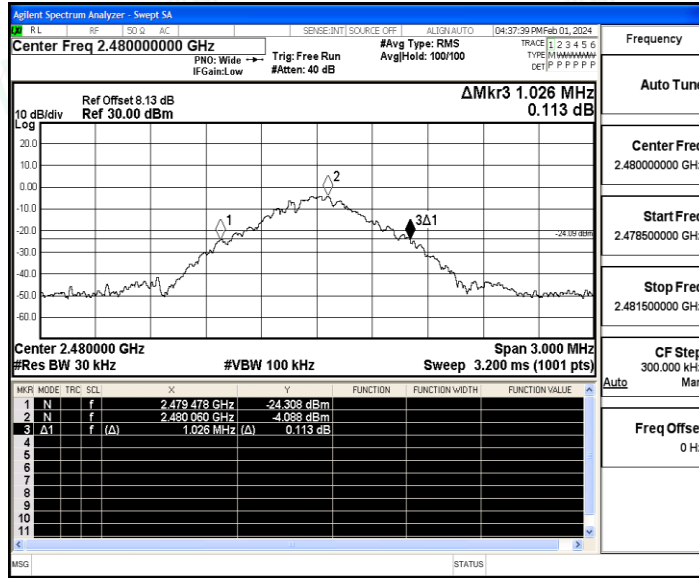 Agilent Spectrum Analyzer - Swept SA
RL RF 50 Ω AC SENSE:INT SOURCE OFF ALIGN AUTO 04:37:39 PM Feb 01, 2024
Center Freq 2.480000000 GHz
PNO: Wide
IFGain:Low
Trig: Free Run
#Atten: 40 dB
#Avg Type: RMS
Avg|Hold: 100/100
TRACE 1 2 3 4 5 6
TYPE M W W W W W
DET P P P P P P
Frequency
Auto Tune
Center Freq
2.480000000 GHz
Start Freq
2.478500000 GHz
Stop Freq
2.481500000 GHz
CF Step
300.000 kHz
Auto Man
Freq Offset
0 Hz
ΔMkr3 1.026 MHz
0.113 dB
Ref Offset 8.13 dB
10 dB/div Ref 30.00 dBm
Log
20.0
10.0
0.00
-10.0
-20.0
-30.0
-40.0
-50.0
-60.0
1
2
3Δ1
-24.09 dBm
Center 2.480000 GHz Span 3.000 MHz
#Res BW 30 kHz #VBW 100 kHz Sweep 3.200 ms (1001 pts)
MKR MODE TRC SCL X Y FUNCTION FUNCTION WIDTH FUNCTION VALUE
1 N f 2.479 478 GHz -24.308 dBm
2 N f 2.480 060 GHz -4.088 dBm
3 Δ1 f (Δ) 1.026 MHz (Δ) 0.113 dB
4
5
6
7
8
9
10
11
MSG STATUS